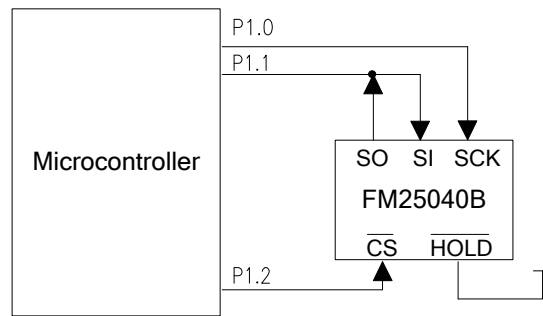 P1.0
P1.1
Microcontroller
SO SI SCK
FM25040B
CS HOLD
P1.2